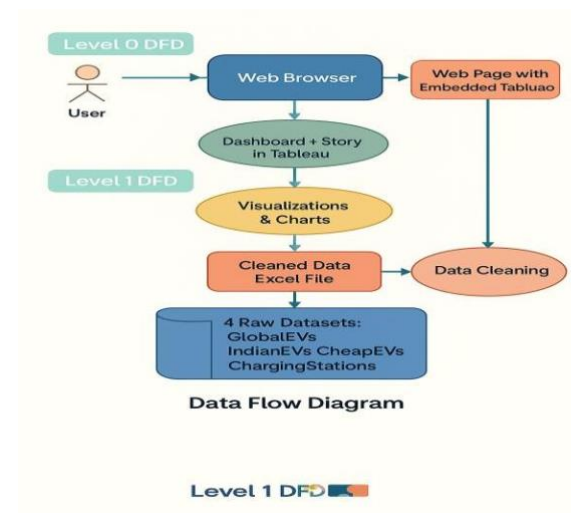 Level 0 DFD
User
Web Browser
Web Page with
Embedded Tabluao
Dashboard + Story
in Tableau
Level 1 DFD
Visualizations
& Charts
Cleaned Data
Excel File
Data Cleaning
4 Raw Datasets:
GlobalEVs
IndianEVs CheapEVs
ChargingStations
Data Flow Diagram
Level 1 DFD